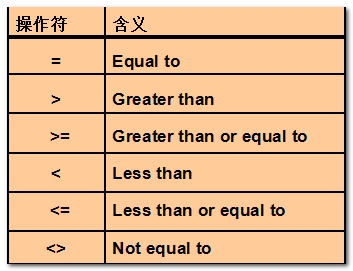 操作符 含义
= Equal to
> Greater than
>= Greater than or equal to
< Less than
<= Less than or equal to
<> Not equal to